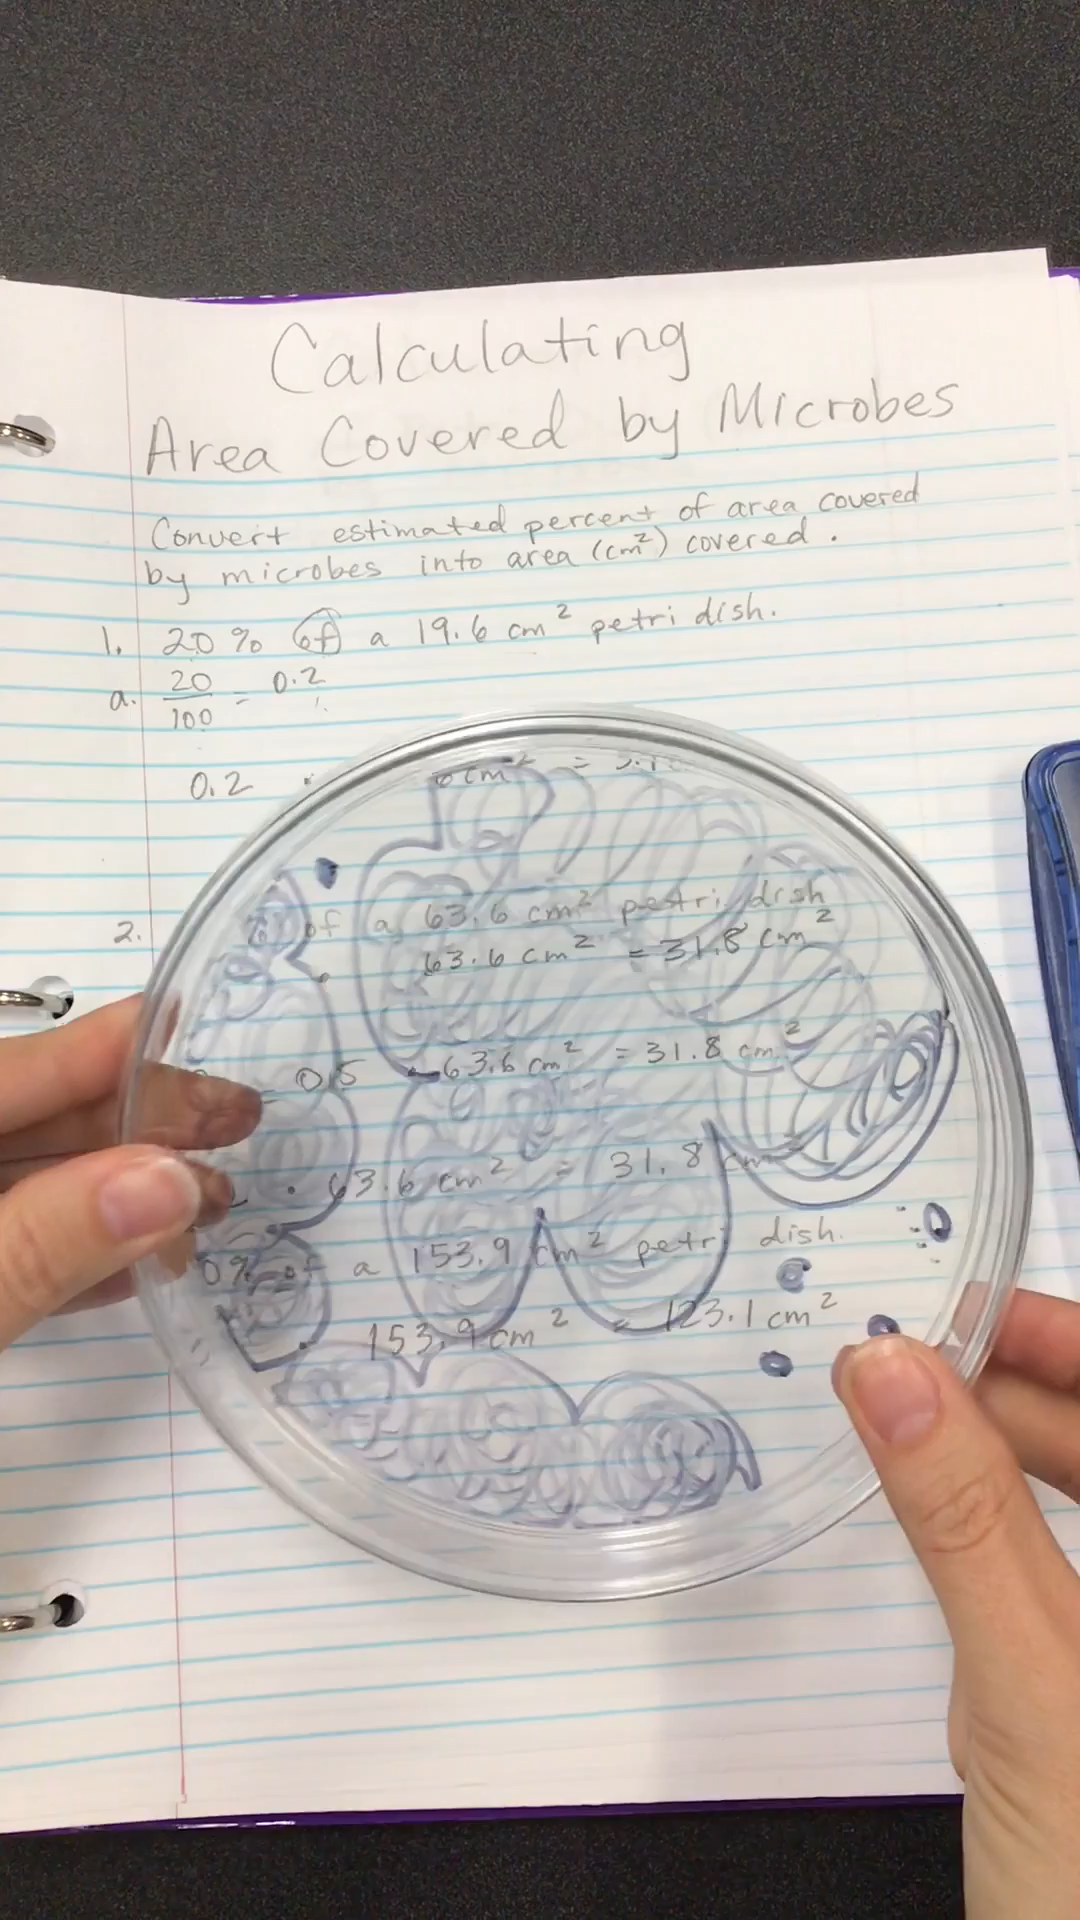 Calculating
Area Covered by Microbes
Convert estimated percent of area covered
by microbes into area (cm²) covered.
1. 20% of a 19.6 cm² petri dish.
a. 20/100 = 0.2
0.2 · cm² =
2. of a 63.6 cm² petri dish
63.6 cm² = 31.8 cm²
= 0.5 · 63.6 cm² = 31.8 cm²
· 63.6 cm² = 31.8 cm²
0% of a 153.9 cm² petri dish.
· 153.9 cm² = 123.1 cm²